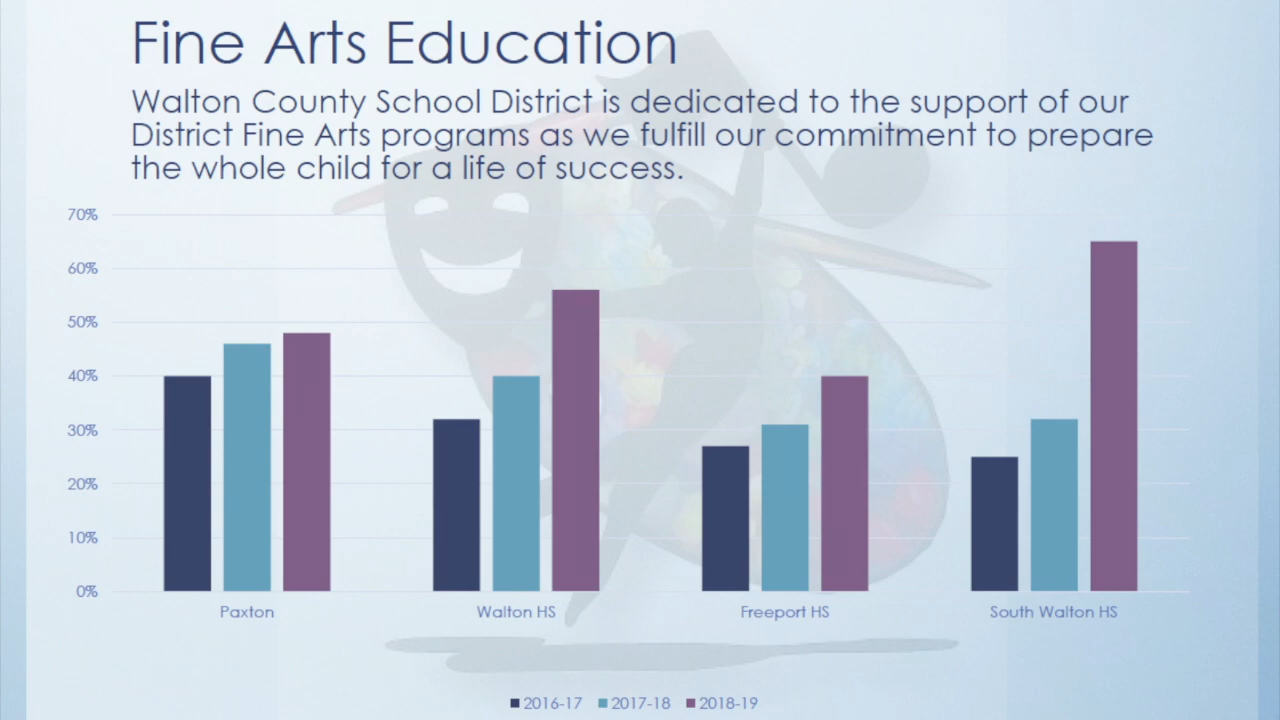 Fine Arts Education
Walton County School District is dedicated to the support of our
District Fine Arts programs as we fulfill our commitment to prepare
the whole child for a life of success.
70%
60%
50%
40%
30%
20%
10%
0%
Paxton Walton HS Freeport HS South Walton HS
2016-17 2017-18 2018-19